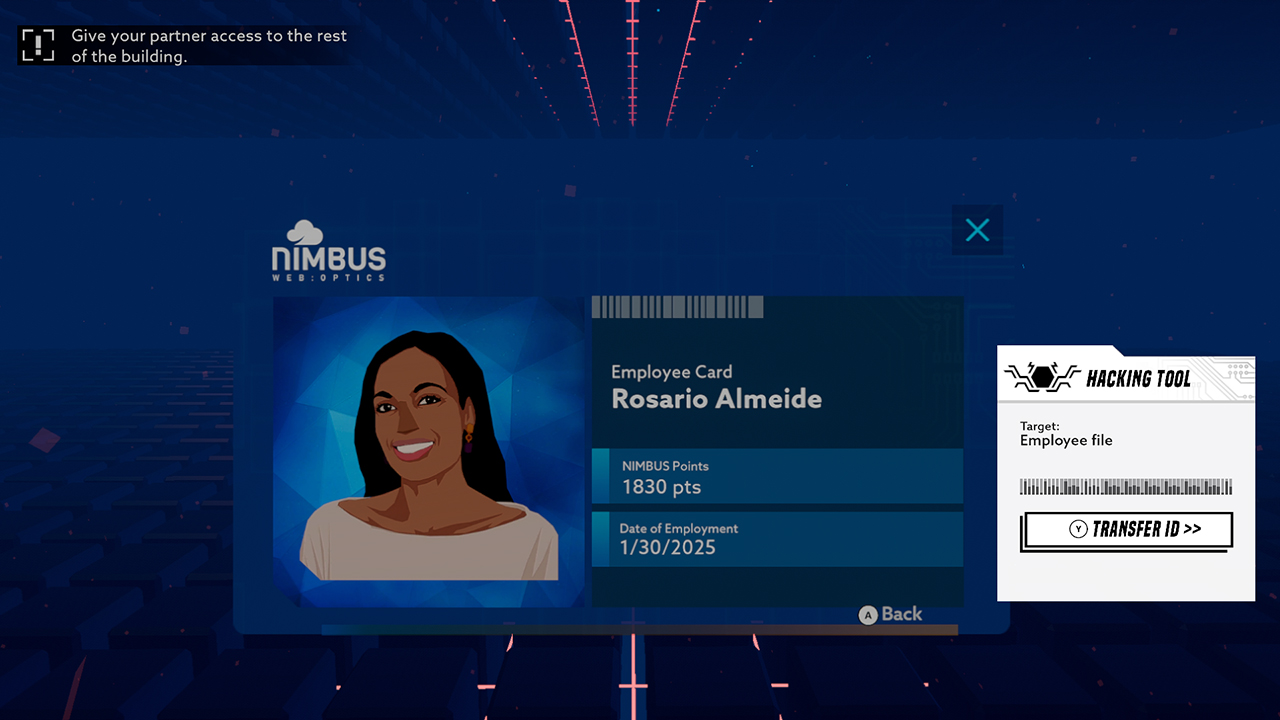 Give your partner access to the rest
of the building.
NIMBUS
WEB:OPTICS
Employee Card
Rosario Almeide
NIMBUS Points
1830 pts
Date of Employment
1/30/2025
A Back
HACKING TOOL
Target:
Employee file
Y TRANSFER ID >>